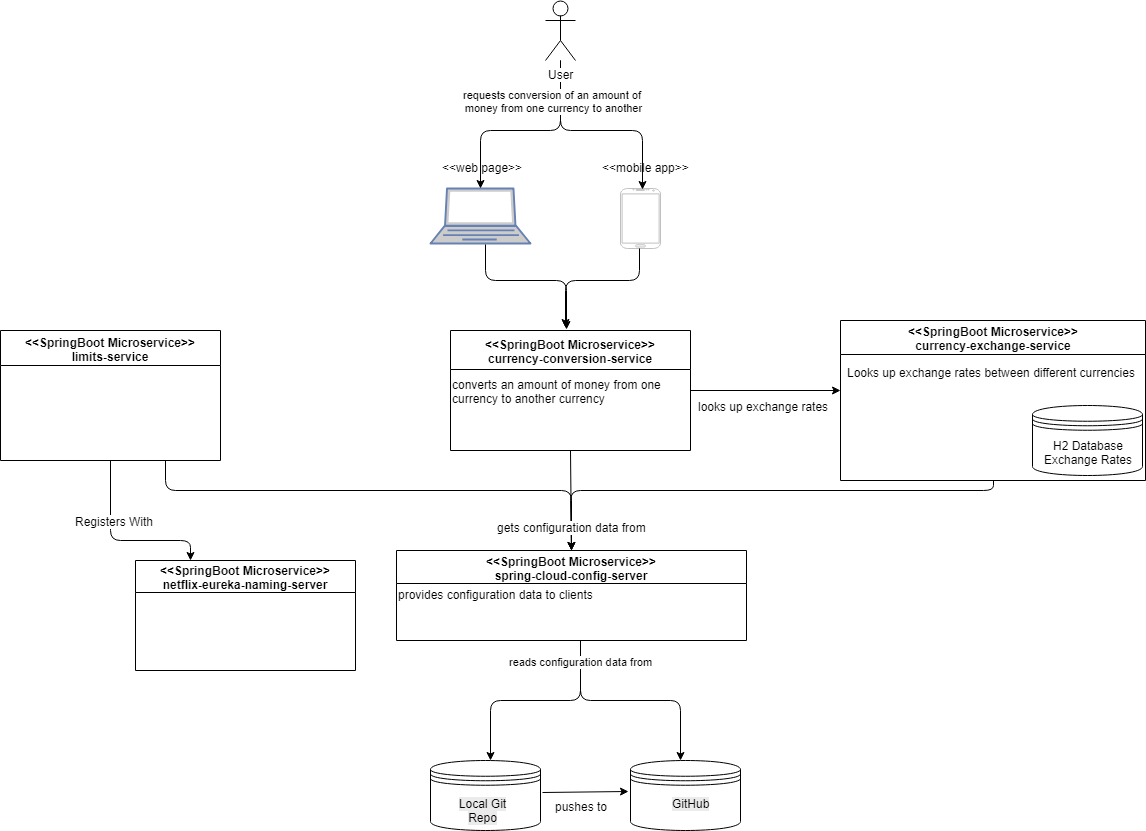 User
requests conversion of an amount of
money from one currency to another
<<web page>>
<<mobile app>>
<<SpringBoot Microservice>>
limits-service
<<SpringBoot Microservice>>
currency-conversion-service
converts an amount of money from one
currency to another currency
looks up exchange rates
<<SpringBoot Microservice>>
currency-exchange-service
Looks up exchange rates between different currencies
H2 Database
Exchange Rates
Registers With
gets configuration data from
<<SpringBoot Microservice>>
netflix-eureka-naming-server
<<SpringBoot Microservice>>
spring-cloud-config-server
provides configuration data to clients
reads configuration data from
Local Git
Repo
pushes to
GitHub